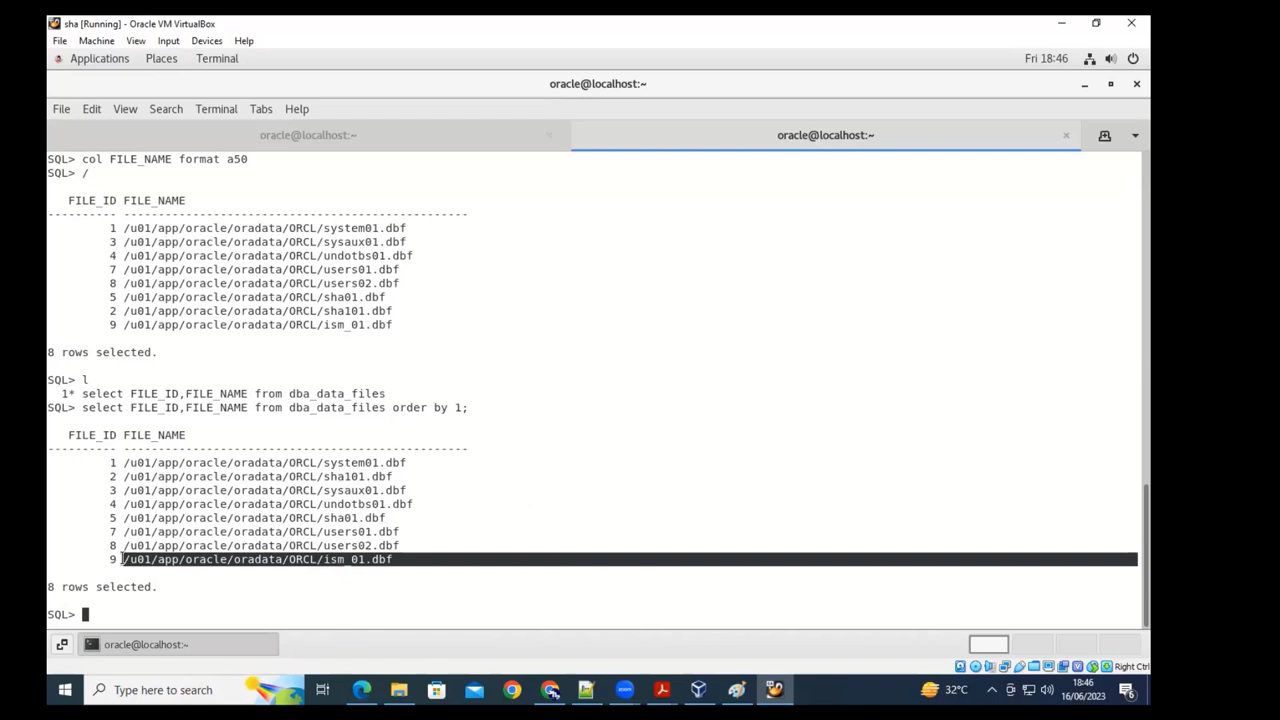 sha [Running] - Oracle VM VirtualBox
File Machine View Input Devices Help
Applications Places Terminal Fri 18:46
oracle@localhost:~
File Edit View Search Terminal Tabs Help
oracle@localhost:~ oracle@localhost:~
SQL> col FILE_NAME format a50
SQL> /
FILE_ID FILE_NAME
---------- --------------------------------------------------
1 /u01/app/oracle/oradata/ORCL/system01.dbf
3 /u01/app/oracle/oradata/ORCL/sysaux01.dbf
4 /u01/app/oracle/oradata/ORCL/undotbs01.dbf
7 /u01/app/oracle/oradata/ORCL/users01.dbf
8 /u01/app/oracle/oradata/ORCL/users02.dbf
5 /u01/app/oracle/oradata/ORCL/sha01.dbf
2 /u01/app/oracle/oradata/ORCL/sha101.dbf
9 /u01/app/oracle/oradata/ORCL/ism_01.dbf
8 rows selected.
SQL> l
1* select FILE_ID,FILE_NAME from dba_data_files
SQL> select FILE_ID,FILE_NAME from dba_data_files order by 1;
FILE_ID FILE_NAME
---------- --------------------------------------------------
1 /u01/app/oracle/oradata/ORCL/system01.dbf
2 /u01/app/oracle/oradata/ORCL/sha101.dbf
3 /u01/app/oracle/oradata/ORCL/sysaux01.dbf
4 /u01/app/oracle/oradata/ORCL/undotbs01.dbf
5 /u01/app/oracle/oradata/ORCL/sha01.dbf
7 /u01/app/oracle/oradata/ORCL/users01.dbf
8 /u01/app/oracle/oradata/ORCL/users02.dbf
9 /u01/app/oracle/oradata/ORCL/ism_01.dbf
8 rows selected.
SQL>
oracle@localhost:~
Right Ctrl
Type here to search 32°C 18:46
16/06/2023
6